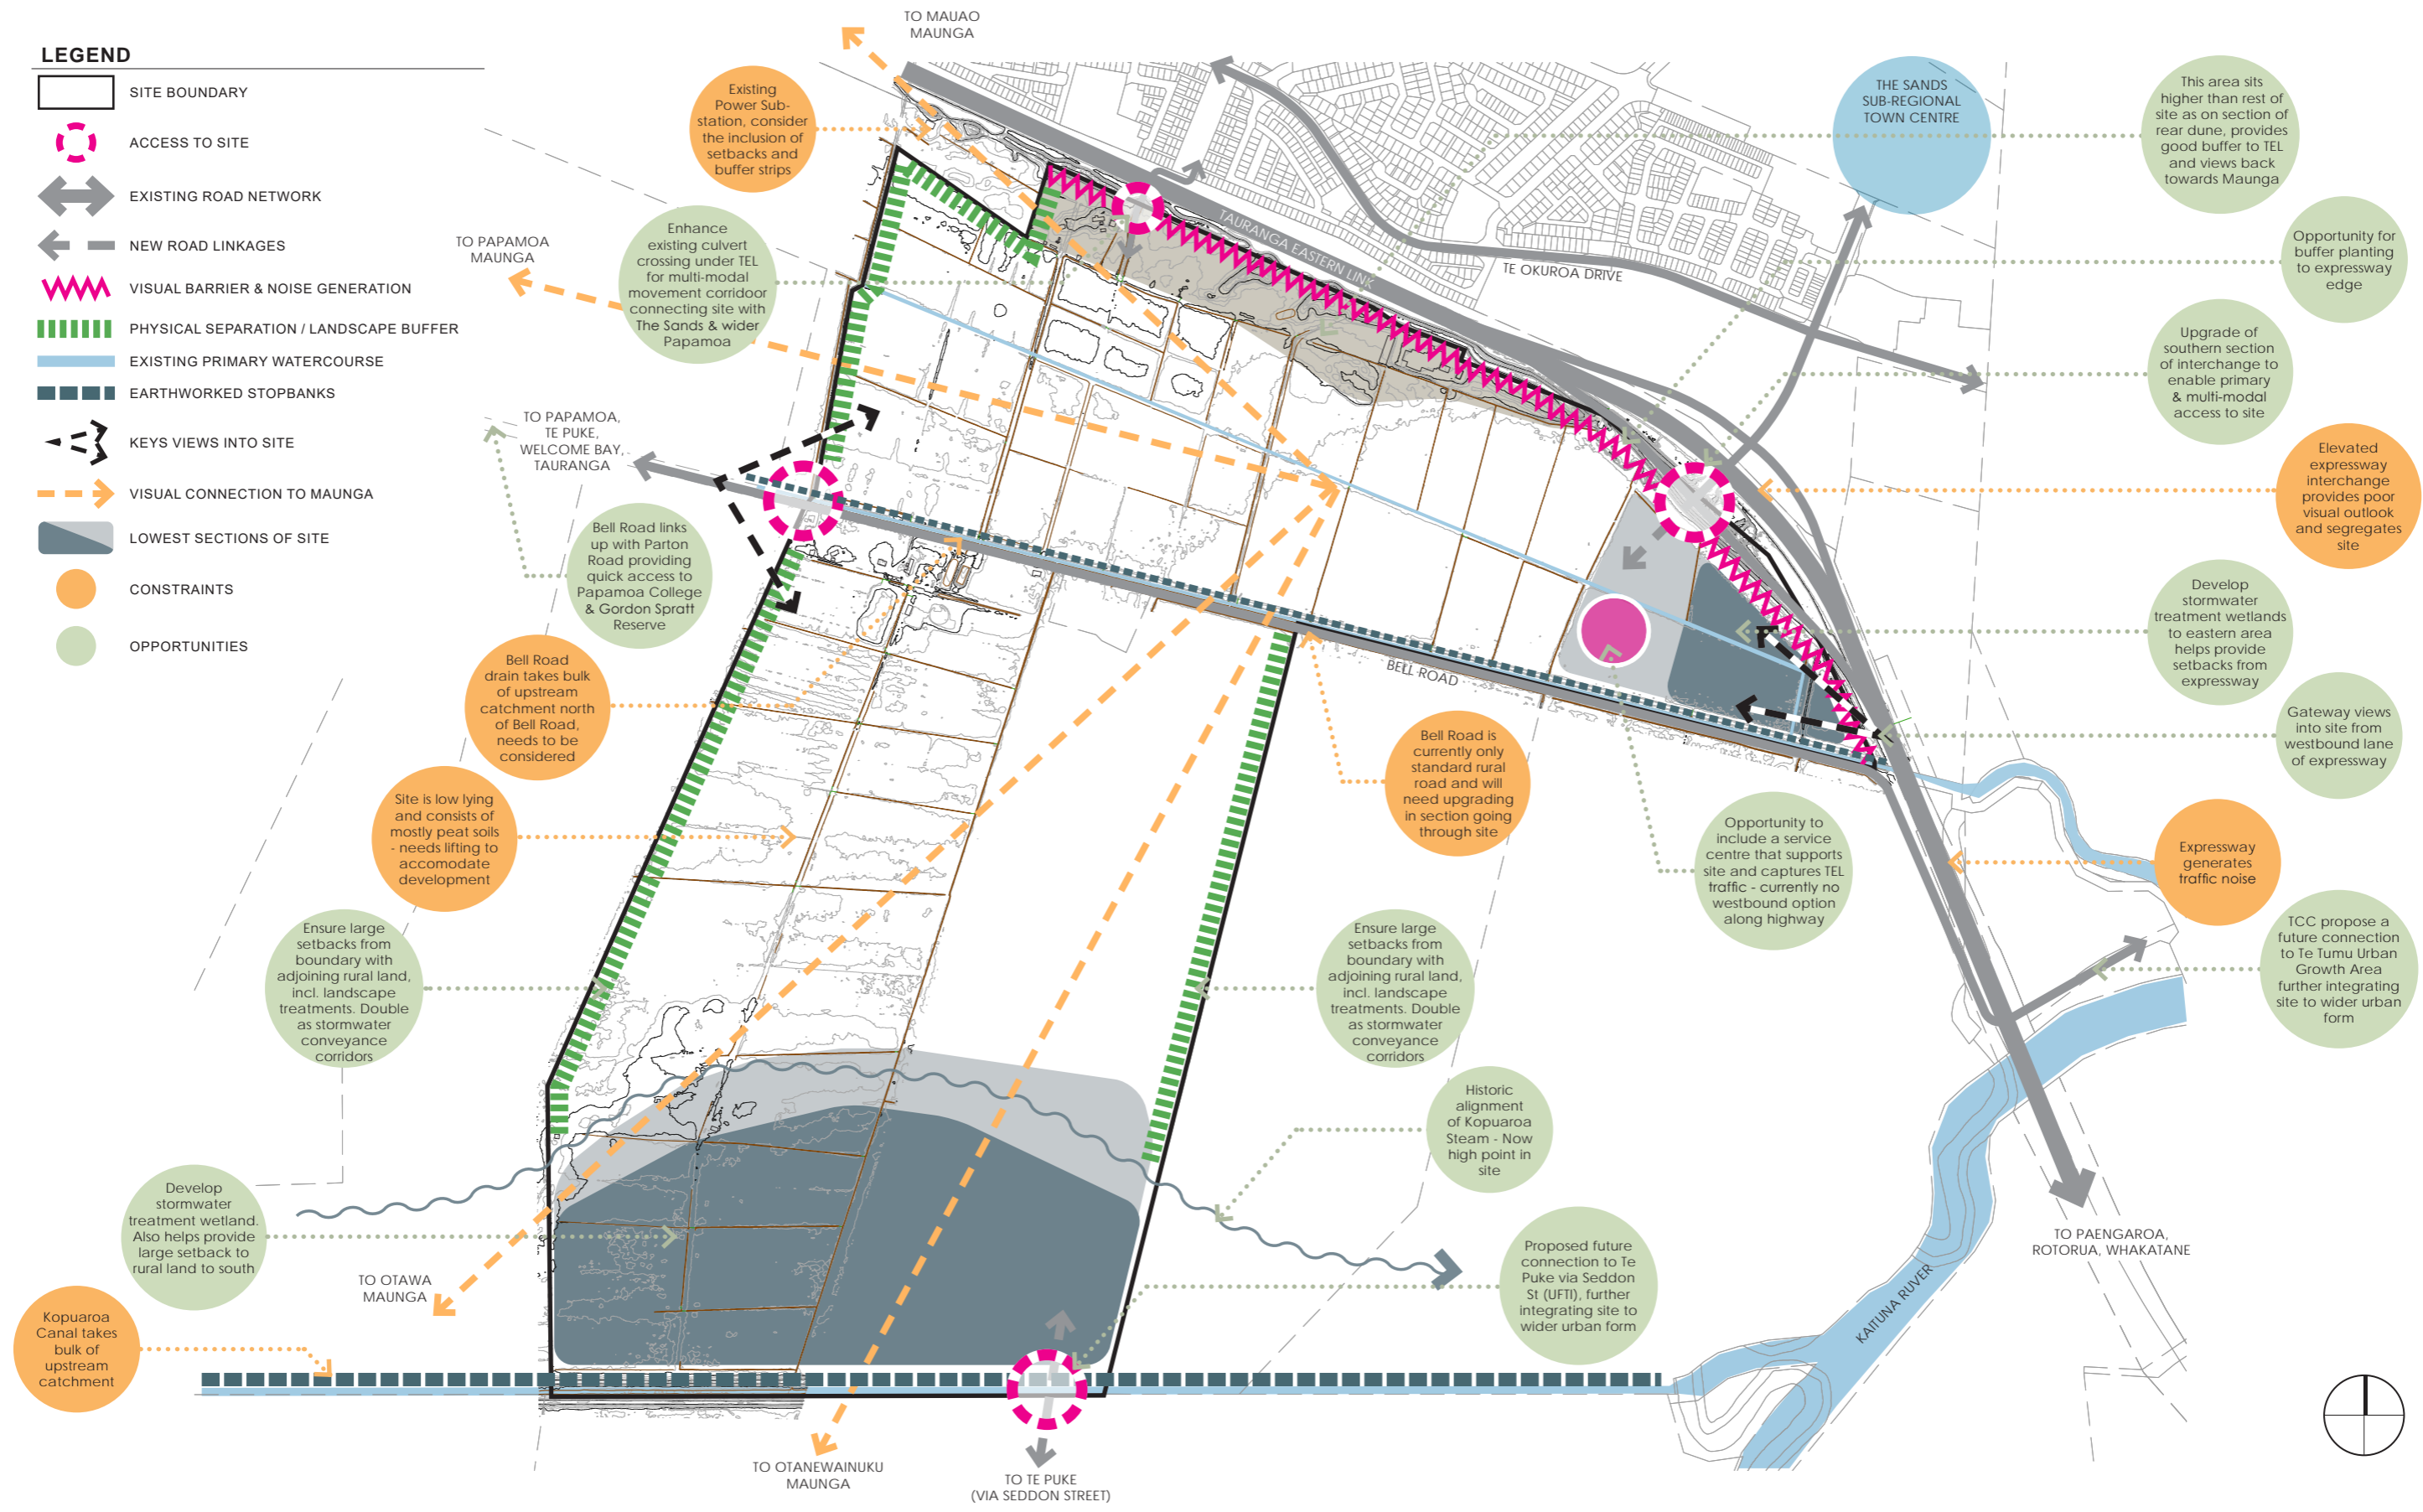 LEGEND
SITE BOUNDARY
ACCESS TO SITE
EXISTING ROAD NETWORK
NEW ROAD LINKAGES
VISUAL BARRIER & NOISE GENERATION
PHYSICAL SEPARATION / LANDSCAPE BUFFER
EXISTING PRIMARY WATERCOURSE
EARTHWORKED STOPBANKS
KEYS VIEWS INTO SITE
VISUAL CONNECTION TO MAUNGA
LOWEST SECTIONS OF SITE
CONSTRAINTS
OPPORTUNITIES
TO MAUAO
MAUNGA
Existing
Power Sub-
station, consider
the inclusion of
setbacks and
buffer strips
Enhance
existing culvert
crossing under TEL
for multi-modal
movement corridoor
connecting site with
The Sands & wider
Papamoa
TO PAPAMOA
MAUNGA
TO PAPAMOA,
TE PUKE,
WELCOME BAY,
TAURANGA
Bell Road links
up with Parton
Road providing
quick access to
Papamoa College
& Gordon Spratt
Reserve
Bell Road
drain takes bulk
of upstream
catchment north
of Bell Road,
needs to be
considered
Site is low lying
and consists of
mostly peat soils
- needs lifting to
accomodate
development
Ensure large
setbacks from
boundary with
adjoining rural land,
incl. landscape
treatments. Double
as stormwater
conveyance
corridors
Develop
stormwater
treatment wetland.
Also helps provide
large setback to
rural land to south
Kopuaroa
Canal takes
bulk of
upstream
catchment
TO OTAWA
MAUNGA
TO OTANEWAINUKU
MAUNGA
TO TE PUKE
(VIA SEDDON STREET)
TAURANGA EASTERN LINK
TE OKUROA DRIVE
BELL ROAD
THE SANDS
SUB-REGIONAL
TOWN CENTRE
This area sits
higher than rest of
site as on section of
rear dune, provides
good buffer to TEL
and views back
towards Maunga
Opportunity for
buffer planting
to expressway
edge
Upgrade of
southern section
of interchange to
enable primary
& multi-modal
access to site
Elevated
expressway
interchange
provides poor
visual outlook
and segregates
site
Develop
stormwater
treatment wetlands
to eastern area
helps provide
setbacks from
expressway
Gateway views
into site from
westbound lane
of expressway
Bell Road is
currently only
standard rural
road and will
need upgrading
in section going
through site
Opportunity to
include a service
centre that supports
site and captures TEL
traffic - currently no
westbound option
along highway
Expressway
generates
traffic noise
TCC propose a
future connection
to Te Tumu Urban
Growth Area
further integrating
site to wider urban
form
Ensure large
setbacks from
boundary with
adjoining rural land,
incl. landscape
treatments. Double
as stormwater
conveyance
corridors
Historic
alignment
of Kopuaroa
Steam - Now
high point in
site
Proposed future
connection to Te
Puke via Seddon
St (UFTI), further
integrating site to
wider urban form
TO PAENGAROA,
ROTORUA, WHAKATANE
KAITUNA RUIVER